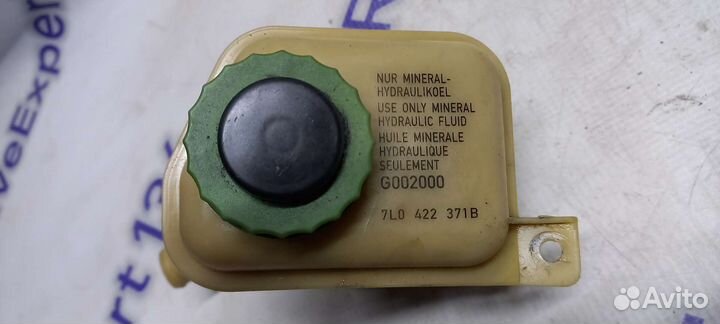 NUR MINERAL-
HYDRAULIKOEL
USE ONLY MINERAL
HYDRAULIC FLUID
HUILE MINERALE
HYDRAULIQUE
SEULEMENT
G002000
7L0 422 371B
Avito